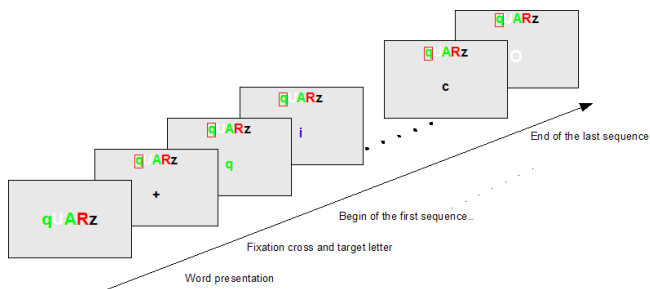 qUARz
O
qUARz
c
qUARz
i
qUARz
q
qUARz
+
qUARz
End of the last sequence
Begin of the first sequence..
Fixation cross and target letter
Word presentation